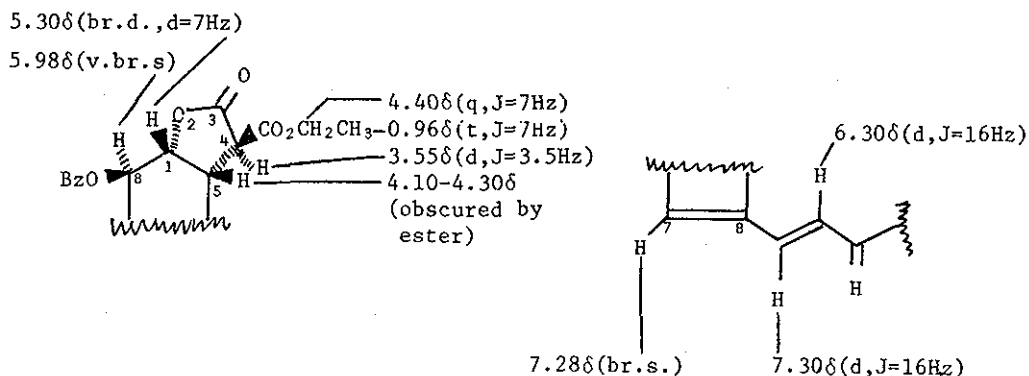 5.30δ(br.d.,d=7Hz)
5.98δ(v.br.s)
O
H
O
2
3
H
4
CO₂CH₂CH₃
4.40δ(q,J=7Hz)
0.96δ(t,J=7Hz)
3.55δ(d,J=3.5Hz)
4.10-4.30δ
(obscured by
ester)
H
H
1
5
8
BzO
6.30δ(d,J=16Hz)
H
7
8
H
H
H
7.28δ(br.s.)
7.30δ(d,J=16Hz)